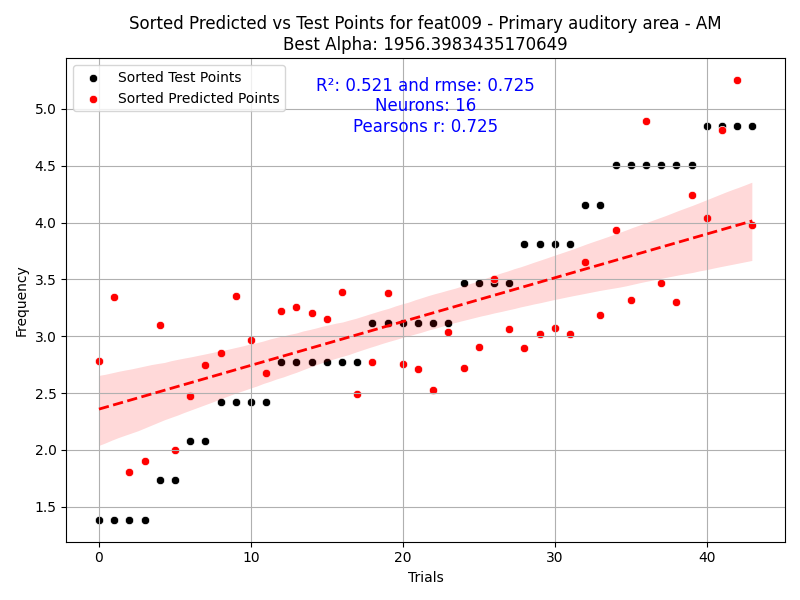 Sorted Predicted vs Test Points for feat009 - Primary auditory area - AM
Best Alpha: 1956.3983435170649
Sorted Test Points
Sorted Predicted Points
R²: 0.521 and rmse: 0.725
Neurons: 16
Pearsons r: 0.725
5.0
4.5
4.0
3.5
3.0
2.5
2.0
1.5
Frequency
0 10 20 30 40
Trials